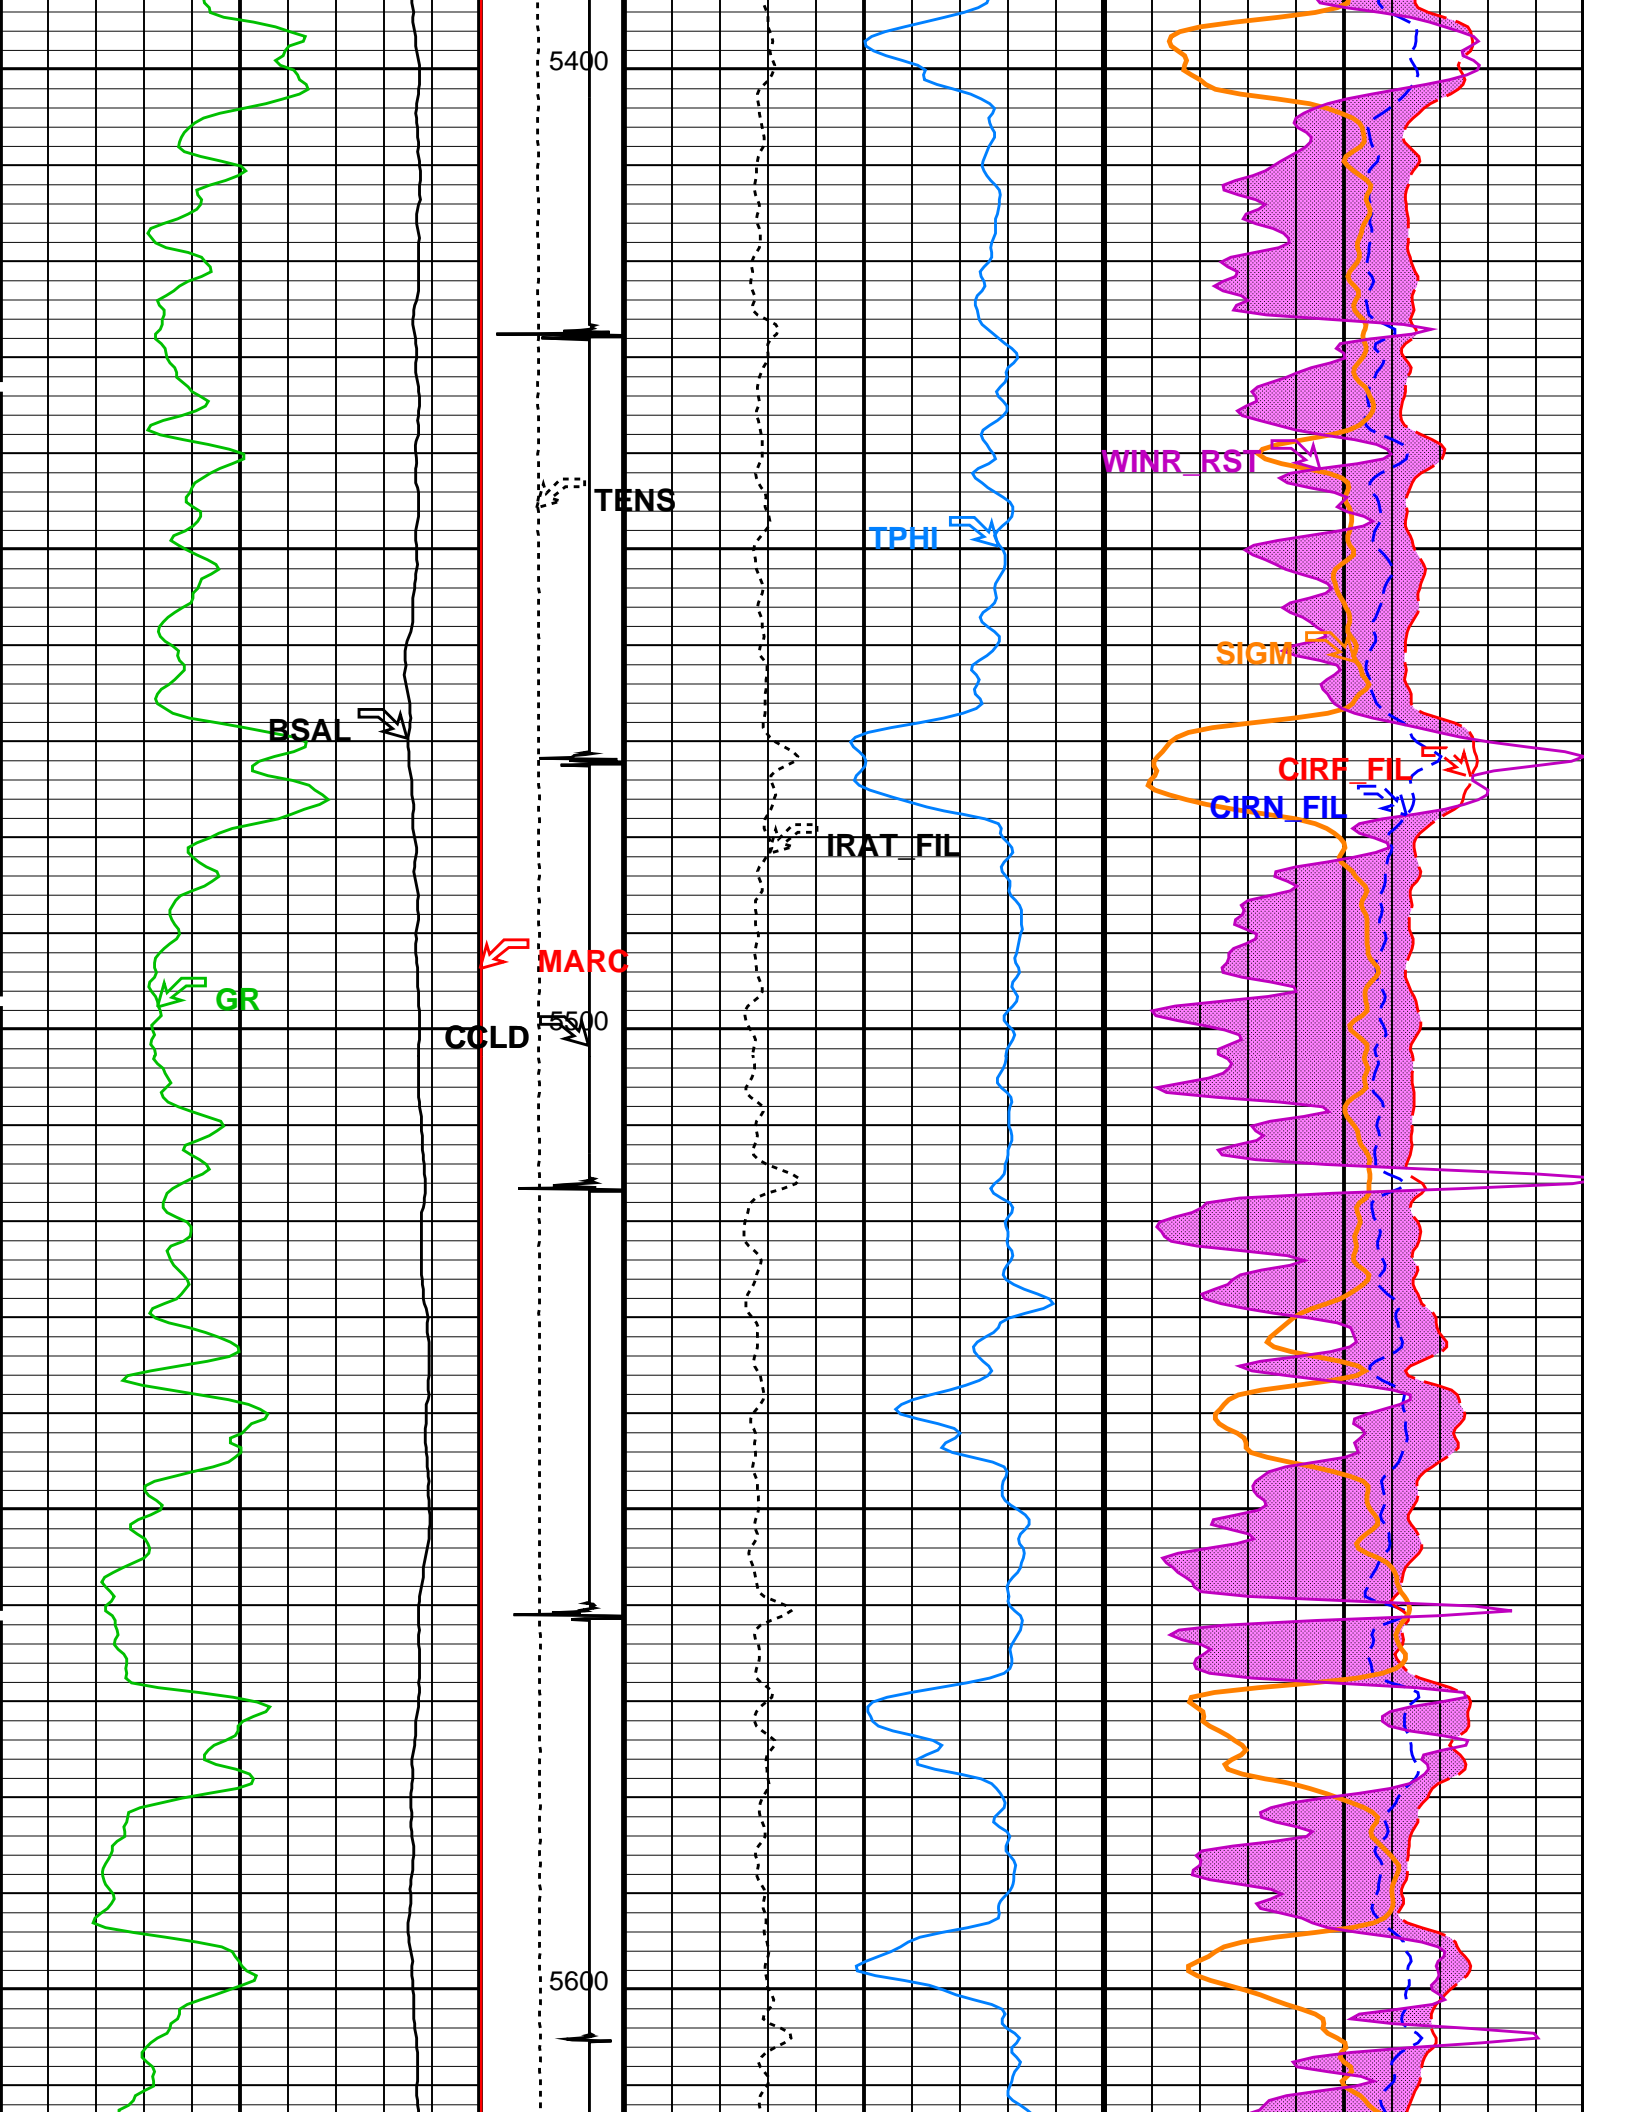 5400
WINR_RST
TENS
TPHI
SIGM
BSAL
CIRF_FIL
CIRN_FIL
IRAT_FIL
MARC
GR
5500
CCLD
5600